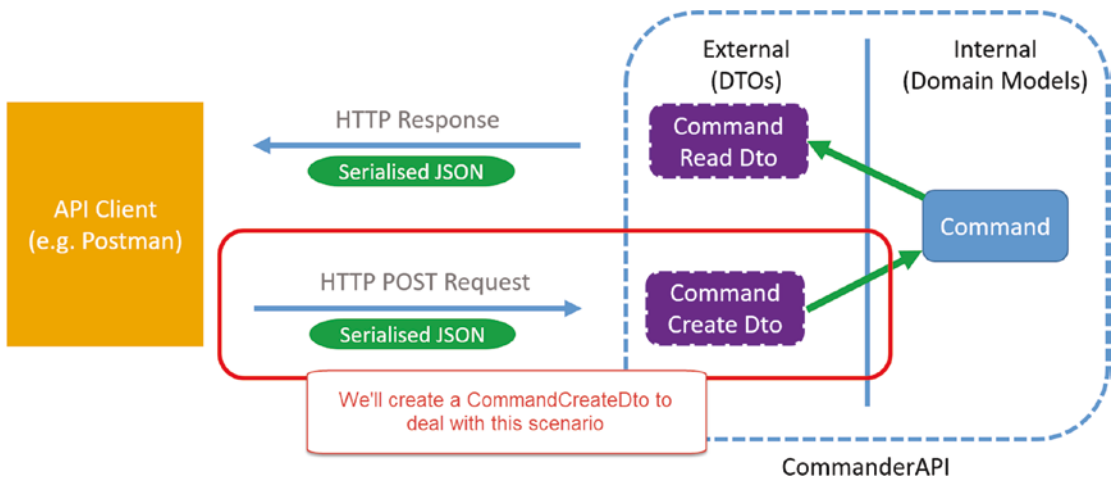 External
(DTOs)
Internal
(Domain Models)
HTTP Response
Serialised JSON
Command
Read Dto
API Client
(e.g. Postman)
Command
HTTP POST Request
Serialised JSON
Command
Create Dto
We'll create a CommandCreateDto to
deal with this scenario
CommanderAPI